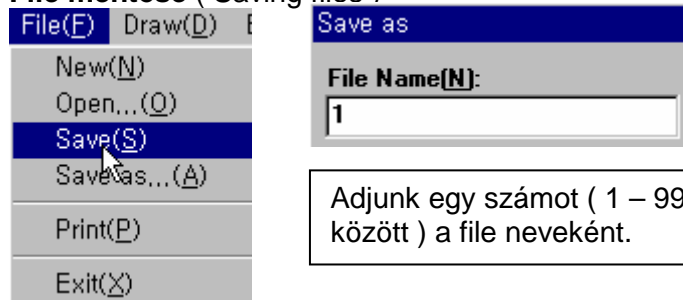 File mentése ( Saving files )
File(F) Draw(D)
New(N)
Open,,,(O)
Save(S)
Save as,,,(A)
Print(P)
Exit(X)
Save as
File Name(N):
1
Adjunk egy számot ( 1 – 99
között ) a file neveként.